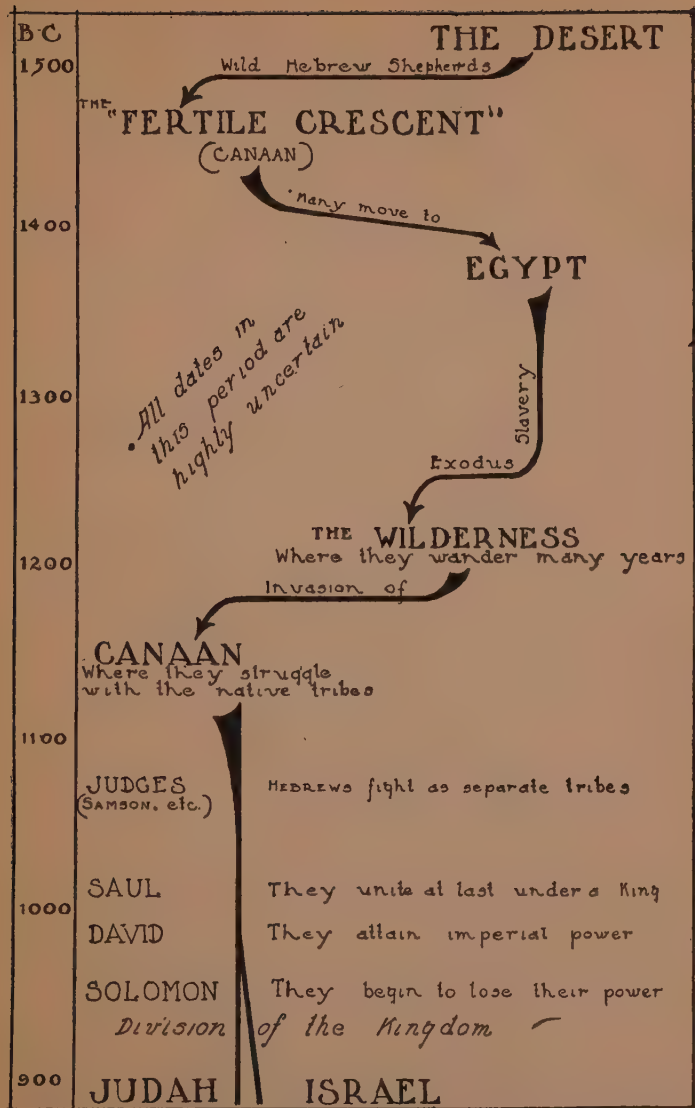 B·C
THE DESERT
1,500
Wild Hebrew Shepherds
THE "FERTILE CRESCENT"
(CANAAN)
*Many move to
1400
EGYPT
*All dates in
this period are
highly uncertain
1300
Slavery
Exodus
THE WILDERNESS
Where they wander many years
1200
Invasion of
CANAAN
Where they struggle
with the native tribes
1100
JUDGES
(SAMSON, etc.)
HEBREWS fight as separate tribes
SAUL
They unite at last under a King
1000
DAVID
They attain imperial power
SOLOMON
They begin to lose their power
Division of the Kingdom
900
JUDAH
ISRAEL